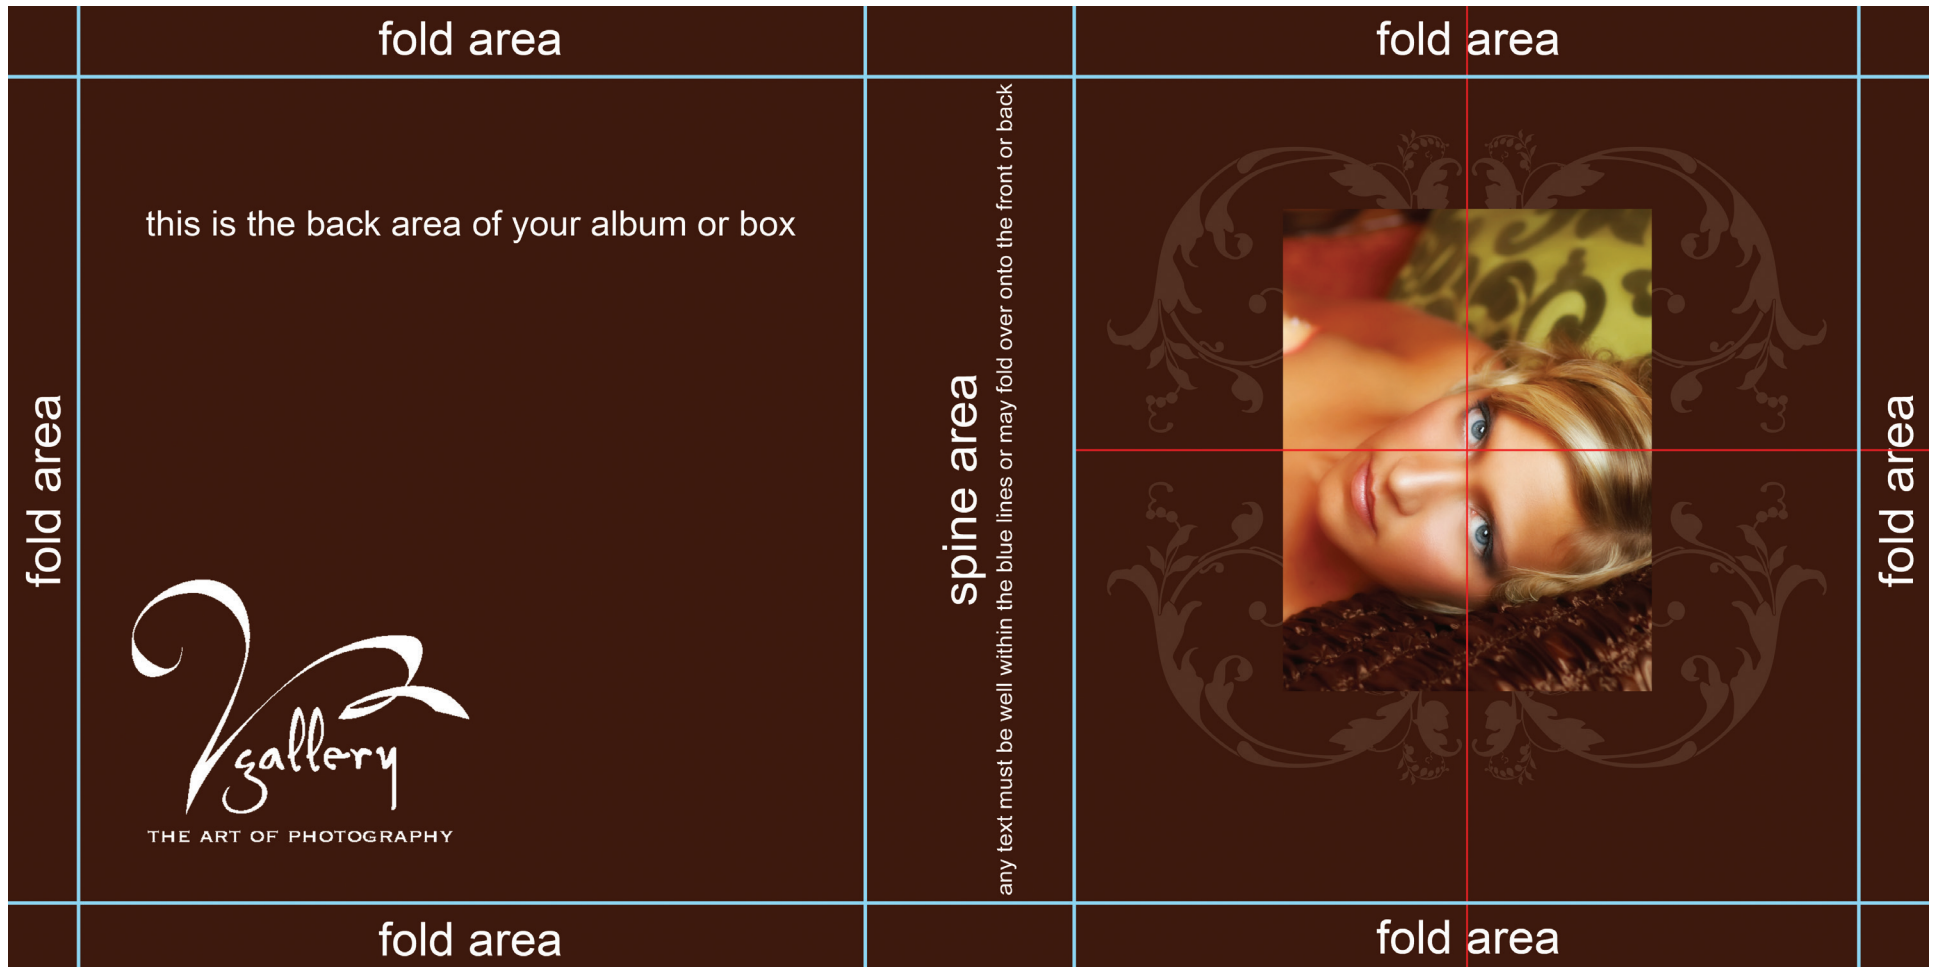 fold area
fold area
this is the back area of your album or box
fold area
gallery
THE ART OF PHOTOGRAPHY
spine area
any text must be well within the blue lines or may fold over onto the front or back
fold area
fold area
fold area